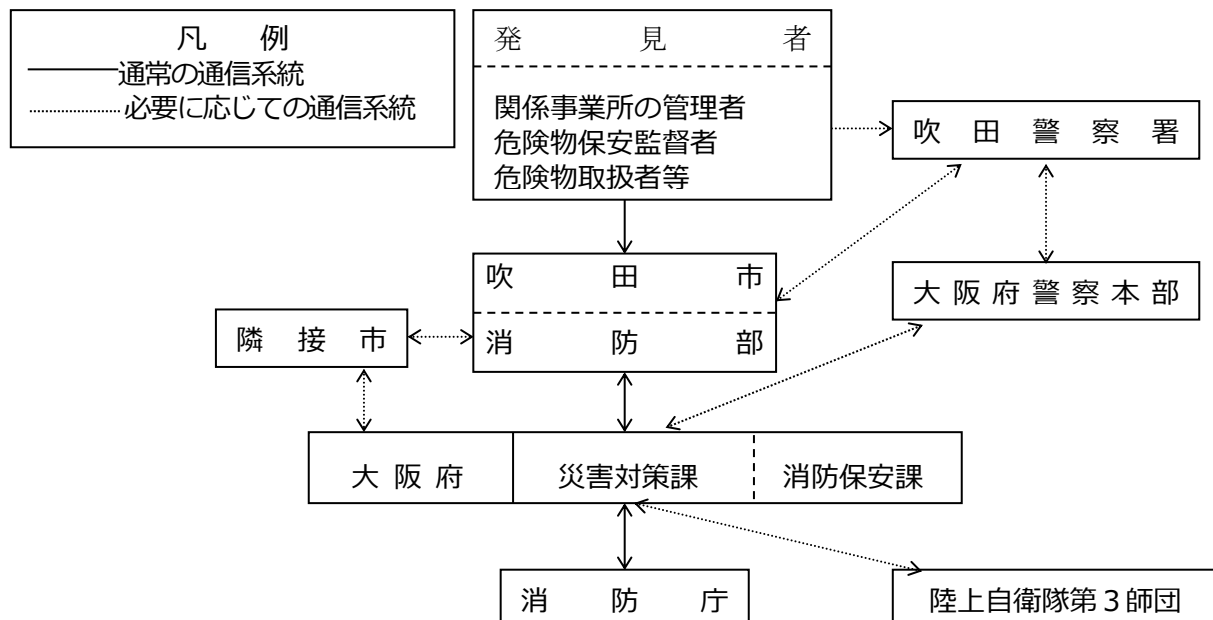 凡 例
通常の通信系統
必要に応じての通信系統
発 見 者
関係事業所の管理者
危険物保安監督者
危険物取扱者等
吹 田 警 察 署
吹 田 市
消 防 部
大 阪 府 警 察 本 部
隣 接 市
大 阪 府
災害対策課
消防保安課
消 防 庁
陸上自衛隊第3師団